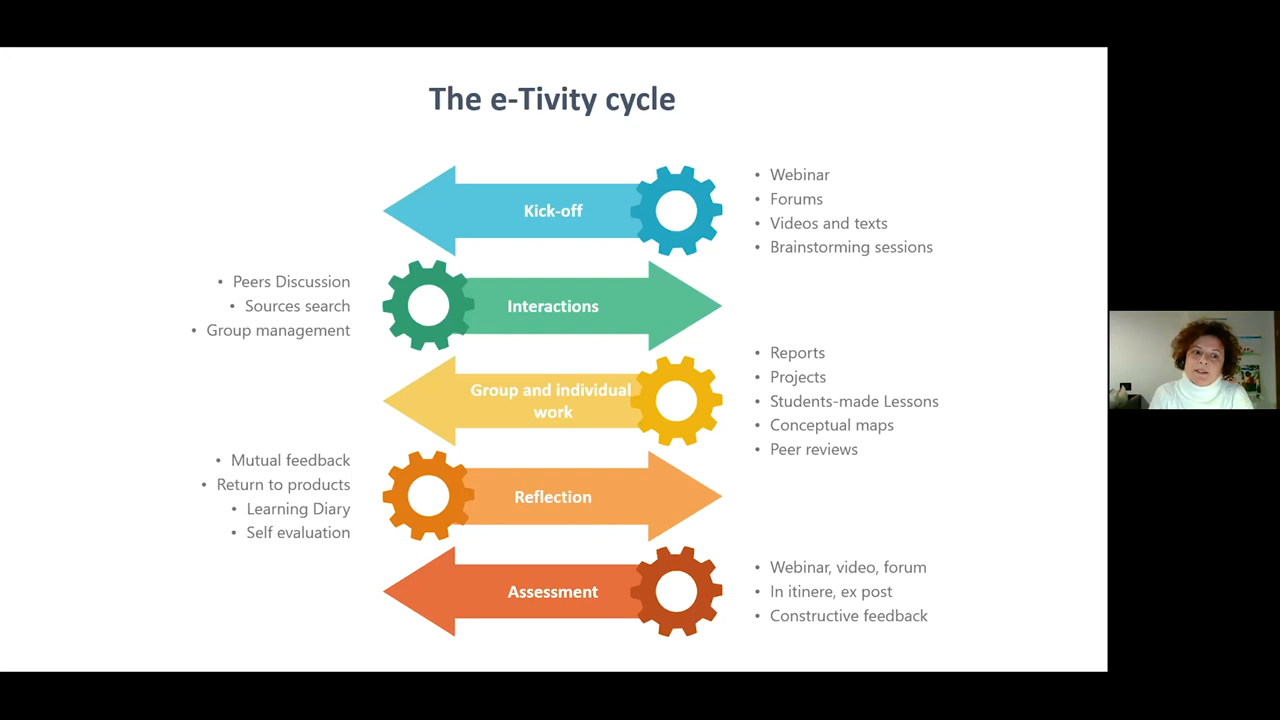 The e-Tivity cycle
Kick-off
• Webinar
• Forums
• Videos and texts
• Brainstorming sessions
• Peers Discussion
• Sources search
• Group management
Interactions
Group and individual
work
• Reports
• Projects
• Students-made Lessons
• Conceptual maps
• Peer reviews
• Mutual feedback
• Return to products
• Learning Diary
• Self evaluation
Reflection
Assessment
• Webinar, video, forum
• In itinere, ex post
• Constructive feedback